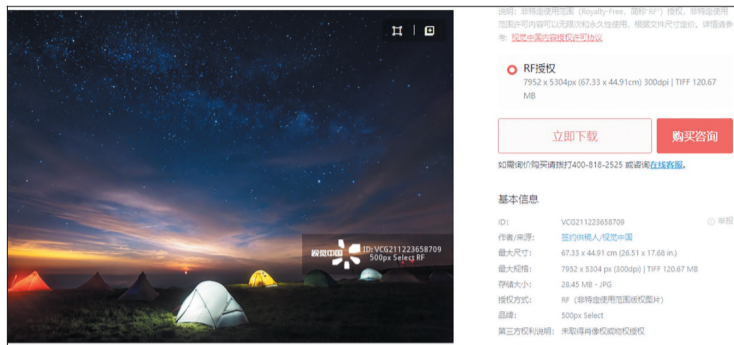 说明：非特定使用范围（Royalty-Free，简称"RF"）授权，非特定使用
范围许可内容可以无限次和永久性使用，根据文件尺寸定价。详情请参
考：视觉中国内容授权许可协议
RF授权
7952 x 5304px (67.33 x 44.91cm) 300dpi | TIFF 120.67
MB
立即下载
购买咨询
如需询价购买请拨打400-818-2525 或咨询在线客服。
基本信息
ID：
VCG211223658709
举报
作者/来源：
签约供稿人/视觉中国
最大尺寸：
67.33 x 44.91 cm (26.51 x 17.68 in.)
最大规格：
7952 x 5304 px (300dpi) | TIFF 120.67 MB
存储大小：
28.45 MB - JPG
授权方式：
RF（非特定使用范围版权图片）
品牌：
500px Select
第三方权利说明：
未取得肖像权或物权授权
视觉中国
ID: VCG211223658709
500px Select RF